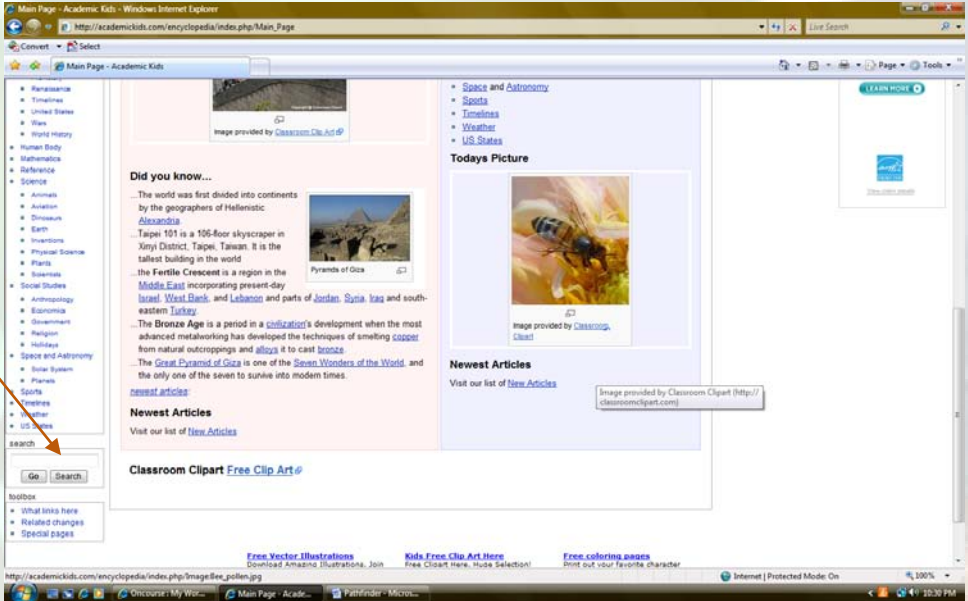 Main Page - Academic Kids - Windows Internet Explorer
http://academickids.com/encyclopedia/index.php/Main_Page
Live Search
Convert Select
Main Page - Academic Kids
Page Tools
Renaissance
Timelines
United States
Wars
World History
Human Body
Mathematics
Reference
Science
Animals
Aviation
Dinosaurs
Earth
Inventions
Physical Science
Plants
Scientists
Social Studies
Anthropology
Economics
Government
Religion
Holidays
Space and Astronomy
Solar System
Planets
Sports
Timelines
Weather
US States
search
Go Search
toolbox
What links here
Related changes
Special pages
Image provided by Classroom Clip Art
Did you know...
...The world was first divided into continents
by the geographers of Hellenistic
Alexandria.
...Taipei 101 is a 106-floor skyscraper in
Xinyi District, Taipei, Taiwan. It is the
tallest building in the world
...the Fertile Crescent is a region in the
Middle East incorporating present-day
Israel, West Bank, and Lebanon and parts of Jordan, Syria, Iraq and south-
eastern Turkey.
...The Bronze Age is a period in a civilization's development when the most
advanced metalworking has developed the techniques of smelting copper
from natural outcroppings and alloys it to cast bronze.
...The Great Pyramid of Giza is one of the Seven Wonders of the World, and
the only one of the seven to survive into modern times.
newest articles:
Pyramids of Giza
Newest Articles
Visit our list of New Articles
Classroom Clipart Free Clip Art
Space and Astronomy
Sports
Timelines
Weather
US States
Todays Picture
Image provided by Classroom
Clipart
Newest Articles
Visit our list of New Articles
Image provided by Classroom Clipart (http://
classroomclipart.com)
LEARN MORE
Free Vector Illustrations
Download Amazing Illustrations. Join
Kids Free Clip Art Here
Free Clipart Here. Huge Selection!
Free coloring pages
Print out your favorite character
http://academickids.com/encyclopedia/index.php/Image:Bee_pollen.jpg
Internet | Protected Mode: On
100%
Oncourse : My Wor...
Main Page - Acade...
Pathfinder - Micros...
10:30 PM